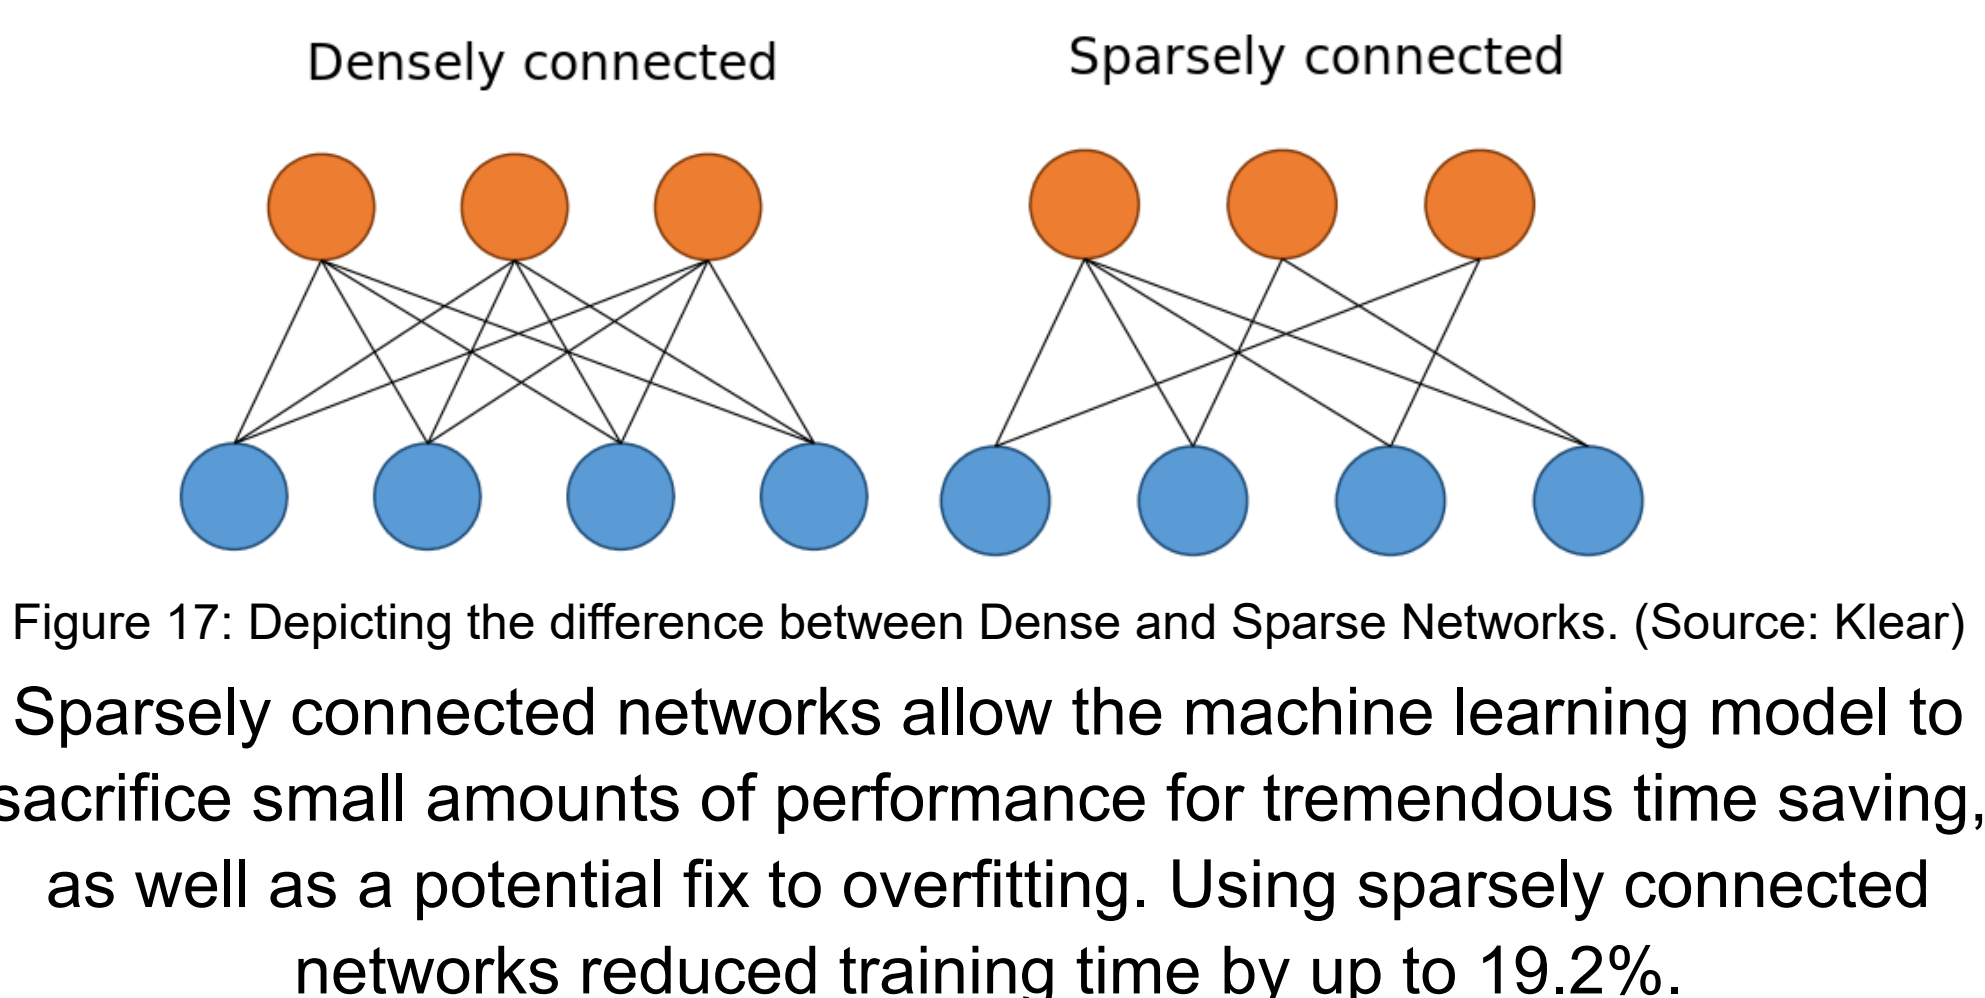 Densely connected
Sparsely connected
Figure 17: Depicting the difference between Dense and Sparse Networks. (Source: Klear)
Sparsely connected networks allow the machine learning model to
sacrifice small amounts of performance for tremendous time saving,
as well as a potential fix to overfitting. Using sparsely connected
networks reduced training time by up to 19.2%.